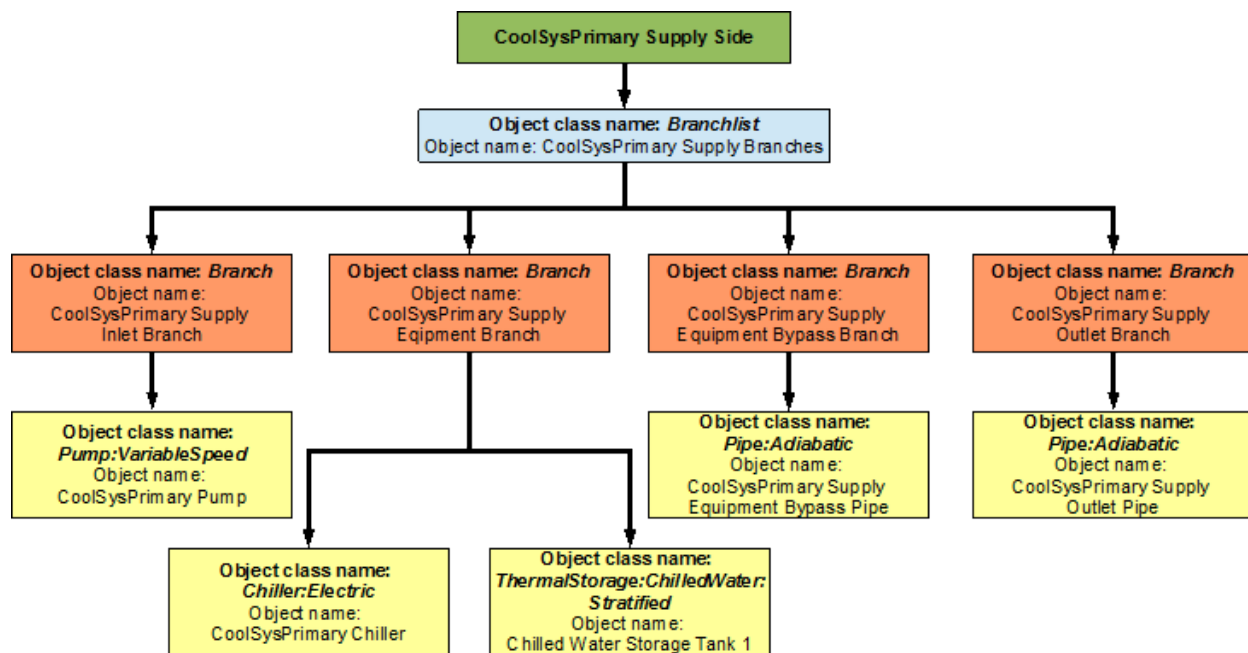 CoolSysPrimary Supply Side
Object class name: Branchlist
Object name: CoolSysPrimary Supply Branches
Object class name: Branch
Object name:
CoolSysPrimary Supply
Inlet Branch
Object class name: Branch
Object name:
CoolSysPrimary Supply
Eqipment Branch
Object class name: Branch
Object name:
CoolSysPrimary Supply
Equipment Bypass Branch
Object class name: Branch
Object name:
CoolSysPrimary Supply
Outlet Branch
Object class name:
Pump:VariableSpeed
Object name:
CoolSysPrimary Pump
Object class name:
Pipe:Adiabatic
Object name:
CoolSysPrimary Supply
Equipment Bypass Pipe
Object class name:
Pipe:Adiabatic
Object name:
CoolSysPrimary Supply
Outlet Pipe
Object class name:
Chiller:Electric
Object name:
CoolSysPrimary Chiller
Object class name:
ThermalStorage:ChilledWater:
Stratified
Object name:
Chilled Water Storage Tank 1